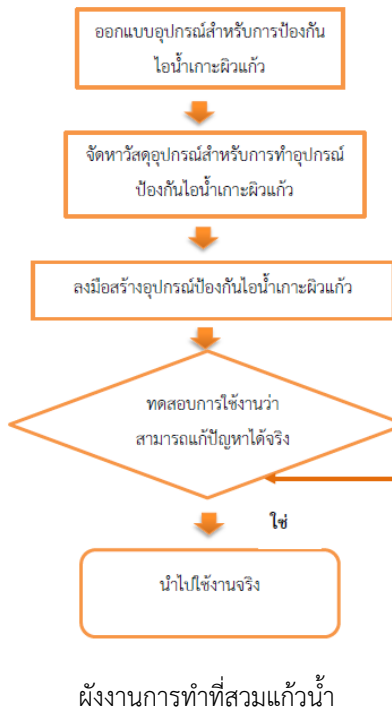 ออกแบบอุปกรณ์สำหรับการป้องกัน
ไอน้ำเกาะผิวแก้ว
จัดหาวัสดุอุปกรณ์สำหรับการทำอุปกรณ์
ป้องกันไอน้ำเกาะผิวแก้ว
ลงมือสร้างอุปกรณ์ป้องกันไอน้ำเกาะผิวแก้ว
ทดสอบการใช้งานว่า
สามารถแก้ปัญหาได้จริง
ใช่
นำไปใช้งานจริง
ผังงานการทำที่สวมแก้วน้ำ